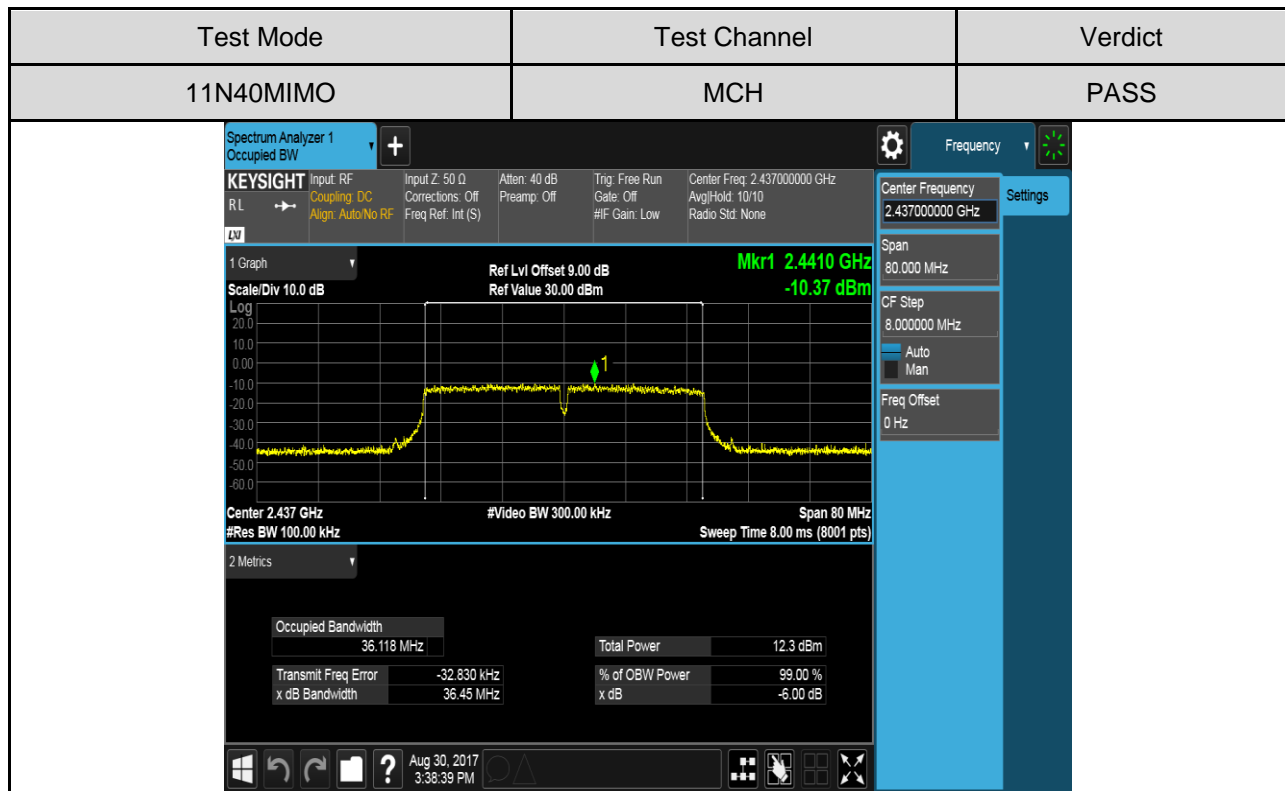 Test Mode Test Channel Verdict
11N40MIMO MCH PASS
Spectrum Analyzer 1
Occupied BW
+
Frequency
KEYSIGHT Input: RF Input Z: 50 Ω Atten: 40 dB Trig: Free Run Center Freq: 2.437000000 GHz
RL Coupling: DC Corrections: Off Preamp: Off Gate: Off Avg|Hold: 10/10
Align: Auto/No RF Freq Ref: Int (S) #IF Gain: Low Radio Std: None
LXI
Center Frequency
2.437000000 GHz
Settings
Span
80.000 MHz
CF Step
8.000000 MHz
Auto
Man
Freq Offset
0 Hz
1 Graph Ref Lvl Offset 9.00 dB Mkr1 2.4410 GHz
Scale/Div 10.0 dB Ref Value 30.00 dBm -10.37 dBm
Log
20.0
10.0
0.00
-10.0
-20.0
-30.0
-40.0
-50.0
-60.0
1
Center 2.437 GHz #Video BW 300.00 kHz Span 80 MHz
#Res BW 100.00 kHz Sweep Time 8.00 ms (8001 pts)
2 Metrics
Occupied Bandwidth
36.118 MHz Total Power 12.3 dBm
Transmit Freq Error -32.830 kHz % of OBW Power 99.00 %
x dB Bandwidth 36.45 MHz x dB -6.00 dB
? Aug 30, 2017
3:38:39 PM